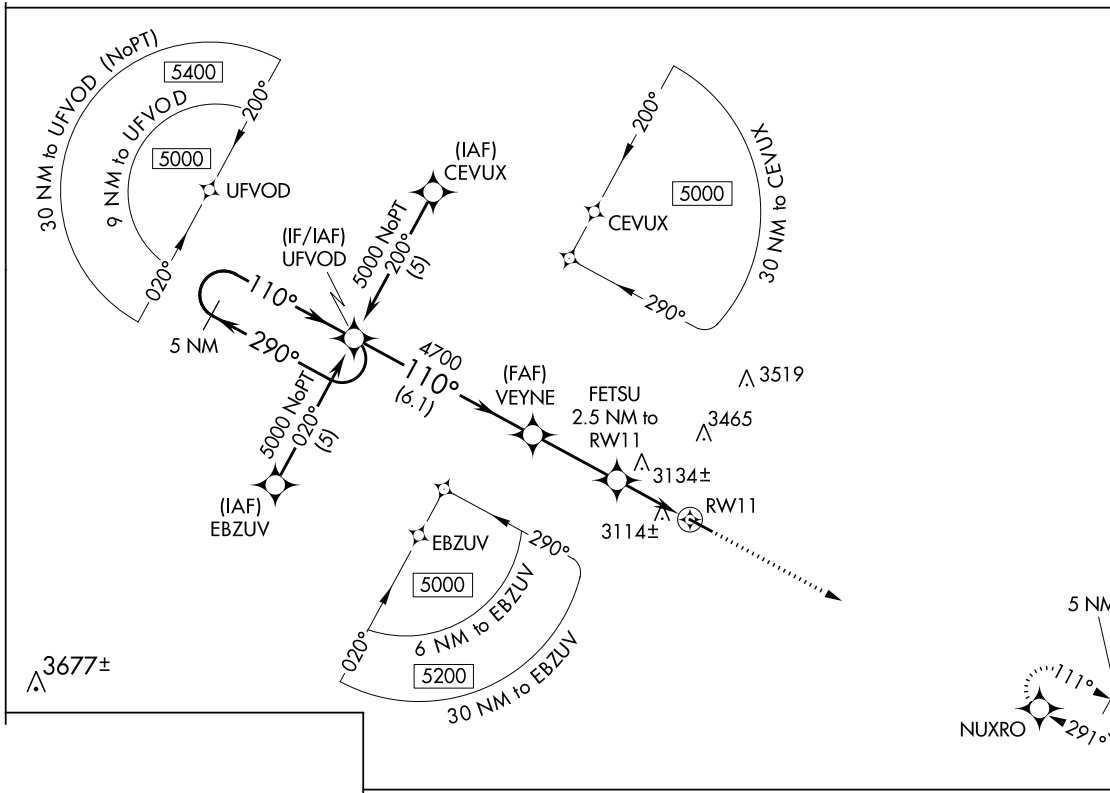 30 NM to UFVOD (NoPT)
5400
9 NM to UFVOD
5000
200°
UFVOD
020°
(IAF)
CEVUX
5000 NoPT
200°
(5)
(IF/IAF)
UFVOD
110°
290°
5 NM
5000 NoPT
020°
(5)
(IAF)
EBZUV
4700
110°
(6.1)
(FAF)
VEYNE
FETSU
2.5 NM to
RW11
200°
30 NM to CEVUX
5000
CEVUX
290°
3519
3465
3134±
3114±
RW11
EBZUV
290°
5000
6 NM to EBZUV
020°
5200
30 NM to EBZUV
3677±
5 NM
111°
NUXRO
291°